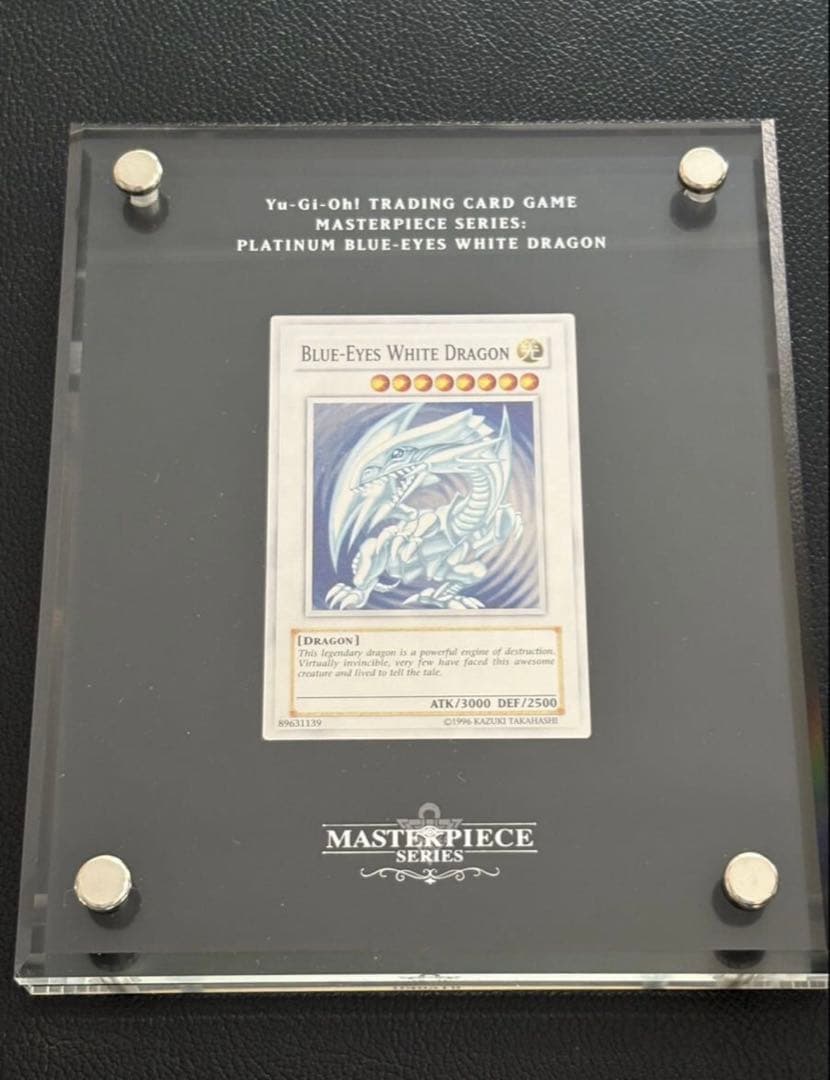 Yu-Gi-Oh! TRADING CARD GAME
MASTERPIECE SERIES:
PLATINUM BLUE-EYES WHITE DRAGON
BLUE-EYES WHITE DRAGON 光
[DRAGON]
This legendary dragon is a powerful engine of destruction.
Virtually invincible, very few have faced this awesome
creature and lived to tell the tale.
ATK/3000 DEF/2500
89631139 ©1996 KAZUKI TAKAHASHI
MASTERPIECE
SERIES